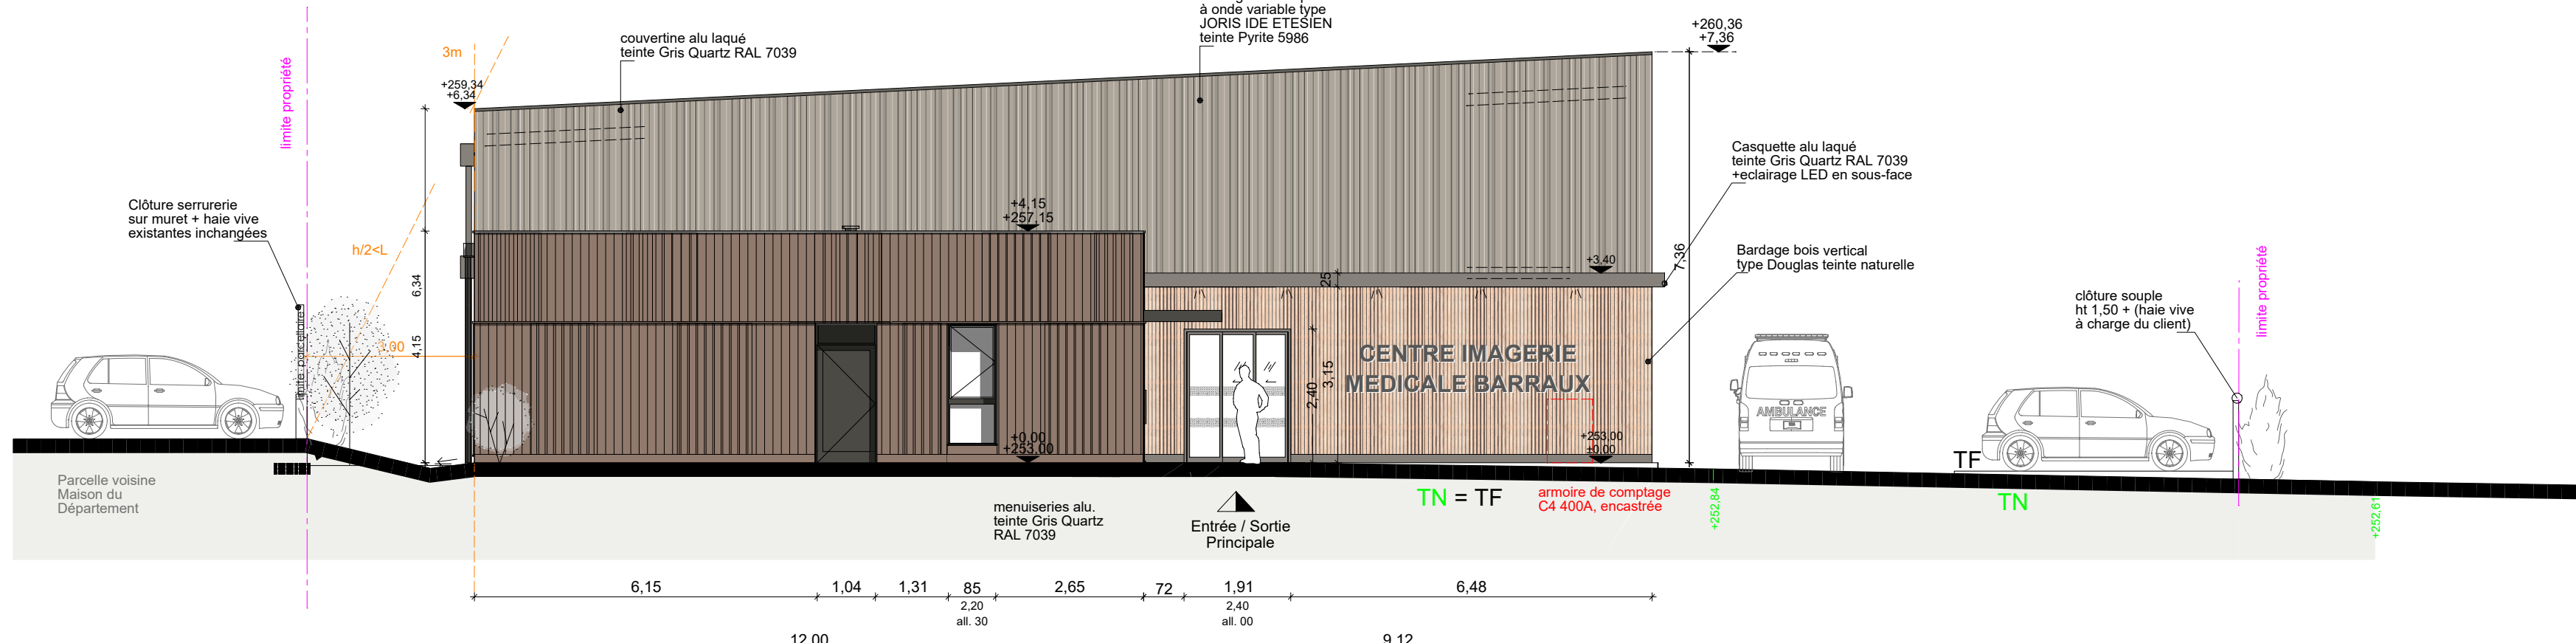 à onde variable type
JORIS IDE ETESIEN
teinte Pyrite 5986
+260,36
+7,36
couvertine alu laqué
teinte Gris Quartz RAL 7039
3m
limite propriété
+259,34
+6,34
Casquette alu laqué
teinte Gris Quartz RAL 7039
+eclairage LED en sous-face
Clôture serrurerie
sur muret + haie vive
existantes inchangées
+4,15
+257,15
h/2<L
6,34
4,15
3,00
limite parcellaire
25
+3,40
7,36
Bardage bois vertical
type Douglas teinte naturelle
limite propriété
clôture souple
ht 1,50 + (haie vive
à charge du client)
CENTRE IMAGERIE
MEDICALE BARRAUX
2,40
3,15
AMBULANCE
+0,00
+253,00
+253,00
+0,00
TF
Parcelle voisine
Maison du
Département
menuiseries alu.
teinte Gris Quartz
RAL 7039
Entrée / Sortie
Principale
TN = TF
armoire de comptage
C4 400A, encastrée
+252,84
TN
+252,61
6,15
1,04
1,31
85
2,65
72
1,91
6,48
2,20
all. 30
2,40
all. 00
12,00
9,12